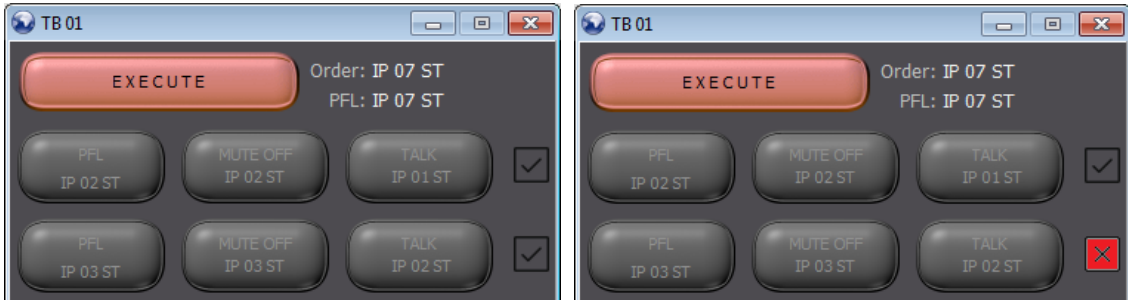 TB 01
EXECUTE
Order: IP 07 ST
PFL: IP 07 ST
PFL
IP 02 ST
MUTE OFF
IP 02 ST
TALK
IP 01 ST
PFL
IP 03 ST
MUTE OFF
IP 03 ST
TALK
IP 02 ST
TB 01
EXECUTE
Order: IP 07 ST
PFL: IP 07 ST
PFL
IP 02 ST
MUTE OFF
IP 02 ST
TALK
IP 01 ST
PFL
IP 03 ST
MUTE OFF
IP 03 ST
TALK
IP 02 ST